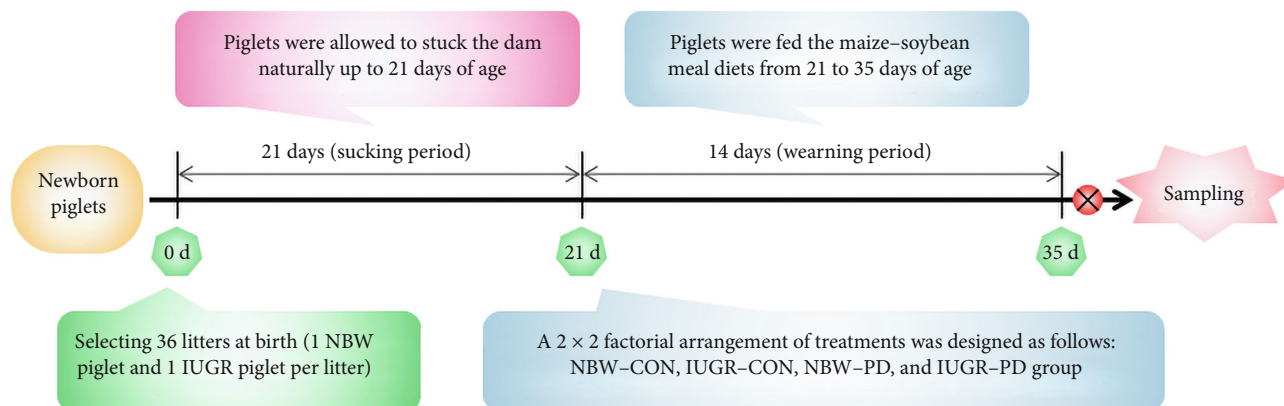 Piglets were allowed to stuck the dam
naturally up to 21 days of age
Piglets were fed the maize–soybean
meal diets from 21 to 35 days of age
21 days (sucking period)
14 days (wearning period)
Newborn
piglets
Sampling
0 d
21 d
35 d
Selecting 36 litters at birth (1 NBW
piglet and 1 IUGR piglet per litter)
A 2 × 2 factorial arrangement of treatments was designed as follows:
NBW–CON, IUGR–CON, NBW–PD, and IUGR–PD group